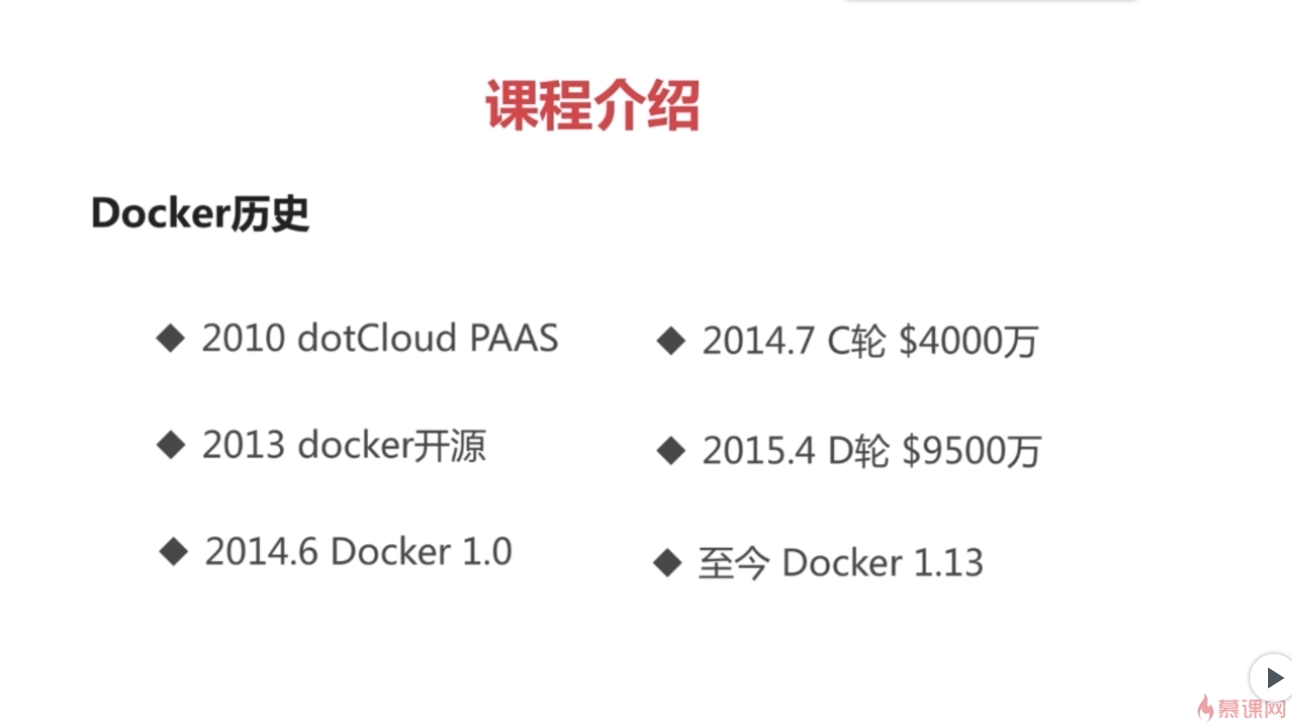 课程介绍
Docker历史
◆ 2010 dotCloud PAAS
◆ 2013 docker开源
◆ 2014.6 Docker 1.0
◆ 2014.7 C轮 $4000万
◆ 2015.4 D轮 $9500万
◆ 至今 Docker 1.13
慕课网